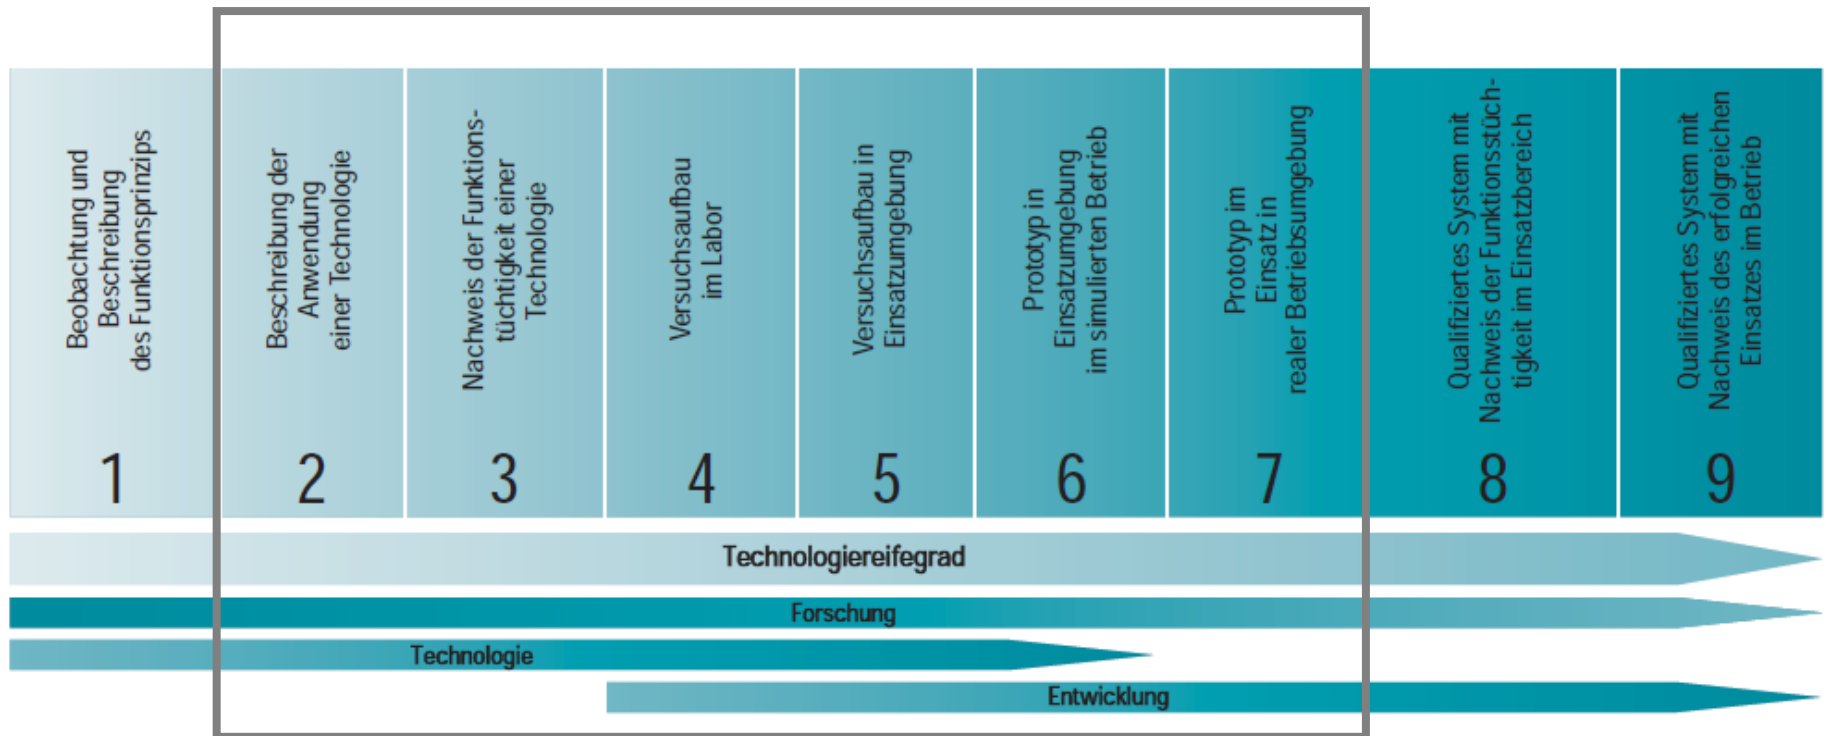 Beobachtung und
Beschreibung
des Funktionsprinzips
1
Beschreibung der
Anwendung
einer Technologie
2
Nachweis der Funktions-
tüchtigkeit einer
Technologie
3
Versuchsaufbau
im Labor
4
Versuchsaufbau in
Einsatzumgebung
5
Prototyp in
Einsatzumgebung
im simulierten Betrieb
6
Prototyp im
Einsatz in
realer Betriebsumgebung
7
Qualifiziertes System mit
Nachweis der Funktionsstüch-
tigkeit im Einsatzbereich
8
Qualifiziertes System mit
Nachweis des erfolgreichen
Einsatzes im Betrieb
9
Technologiereifegrad
Forschung
Technologie
Entwicklung